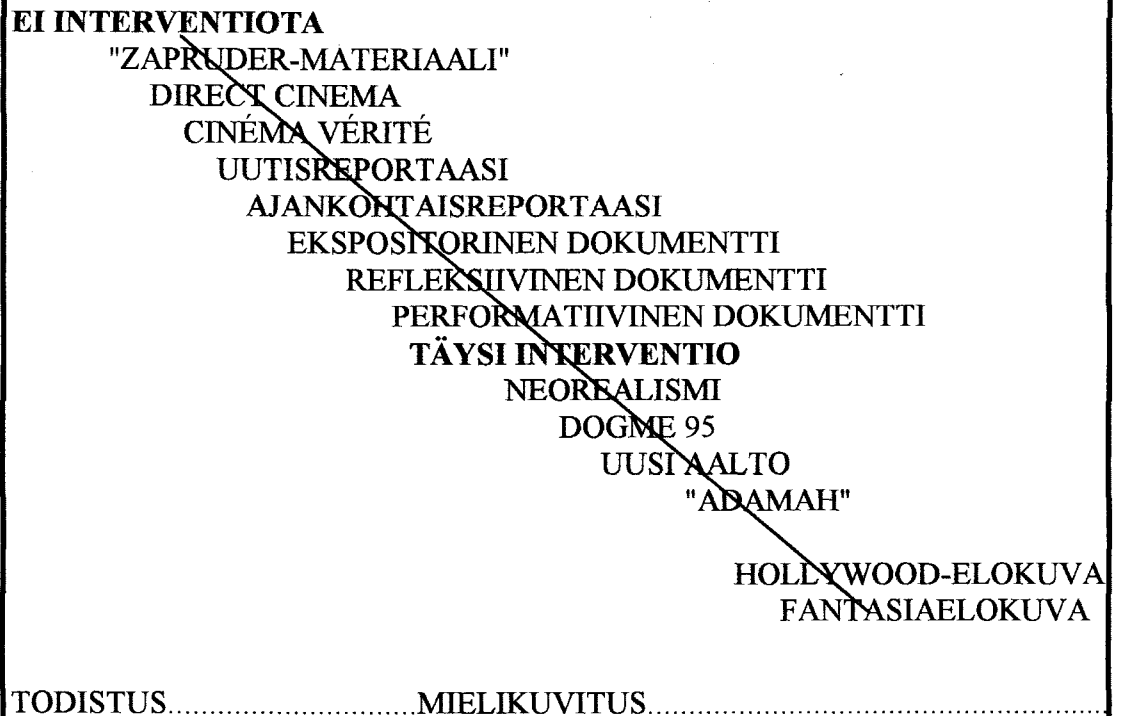 EI INTERVENTIOTA
"ZAPRUDER-MATERIAALI"
DIRECT CINEMA
CINÉMA VÉRITÉ
UUTISREPORTAASI
AJANKOHTAISREPORTAASI
EKSPOSITORINEN DOKUMENTTI
REFLEKSIIVINEN DOKUMENTTI
PERFORMATIIVINEN DOKUMENTTI
TÄYSI INTERVENTIO
NEOREALISMI
DOGME 95
UUSI AALTO
"ADAMAH"
HOLLYWOOD-ELOKUVA
FANTASIAELOKUVA
TODISTUS.........................MIELIKUVITUS..............................................